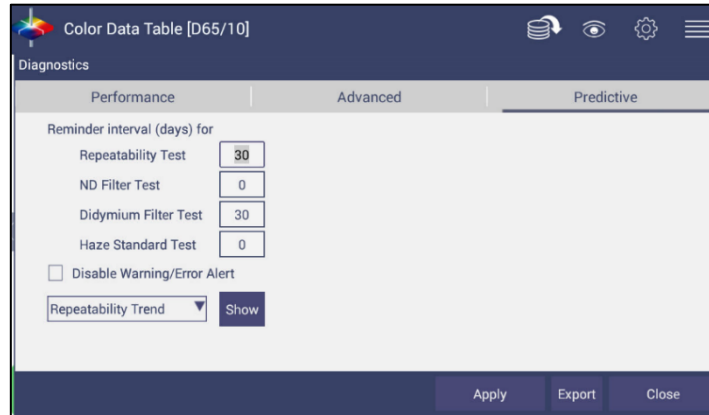 Color Data Table [D65/10]
Diagnostics
Performance Advanced Predictive
Reminder interval (days) for
Repeatability Test 30
ND Filter Test 0
Didymium Filter Test 30
Haze Standard Test 0
Disable Warning/Error Alert
Repeatability Trend Show
Apply Export Close